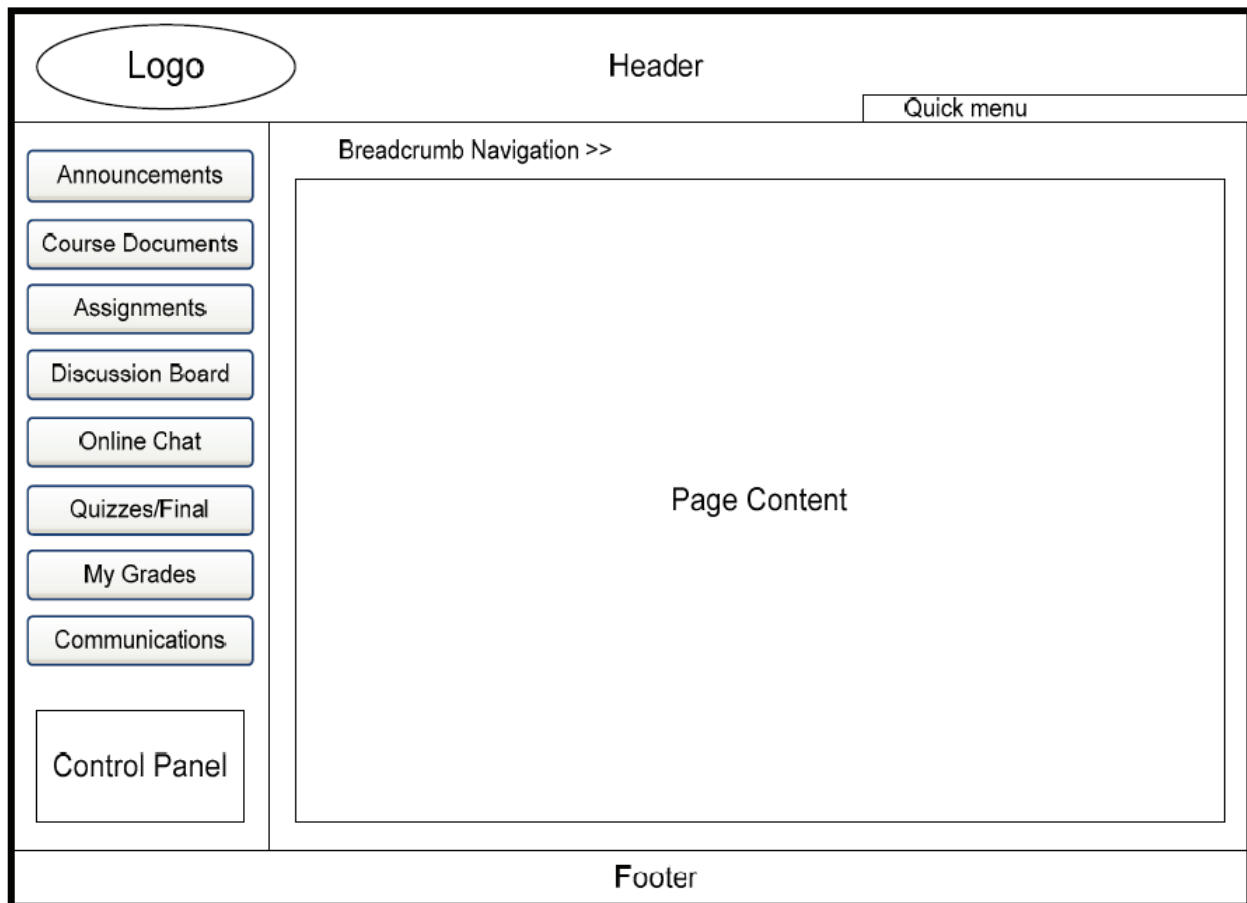 Logo
Header
Quick menu
Breadcrumb Navigation >>
Announcements
Course Documents
Assignments
Discussion Board
Online Chat
Quizzes/Final
My Grades
Communications
Control Panel
Page Content
Footer